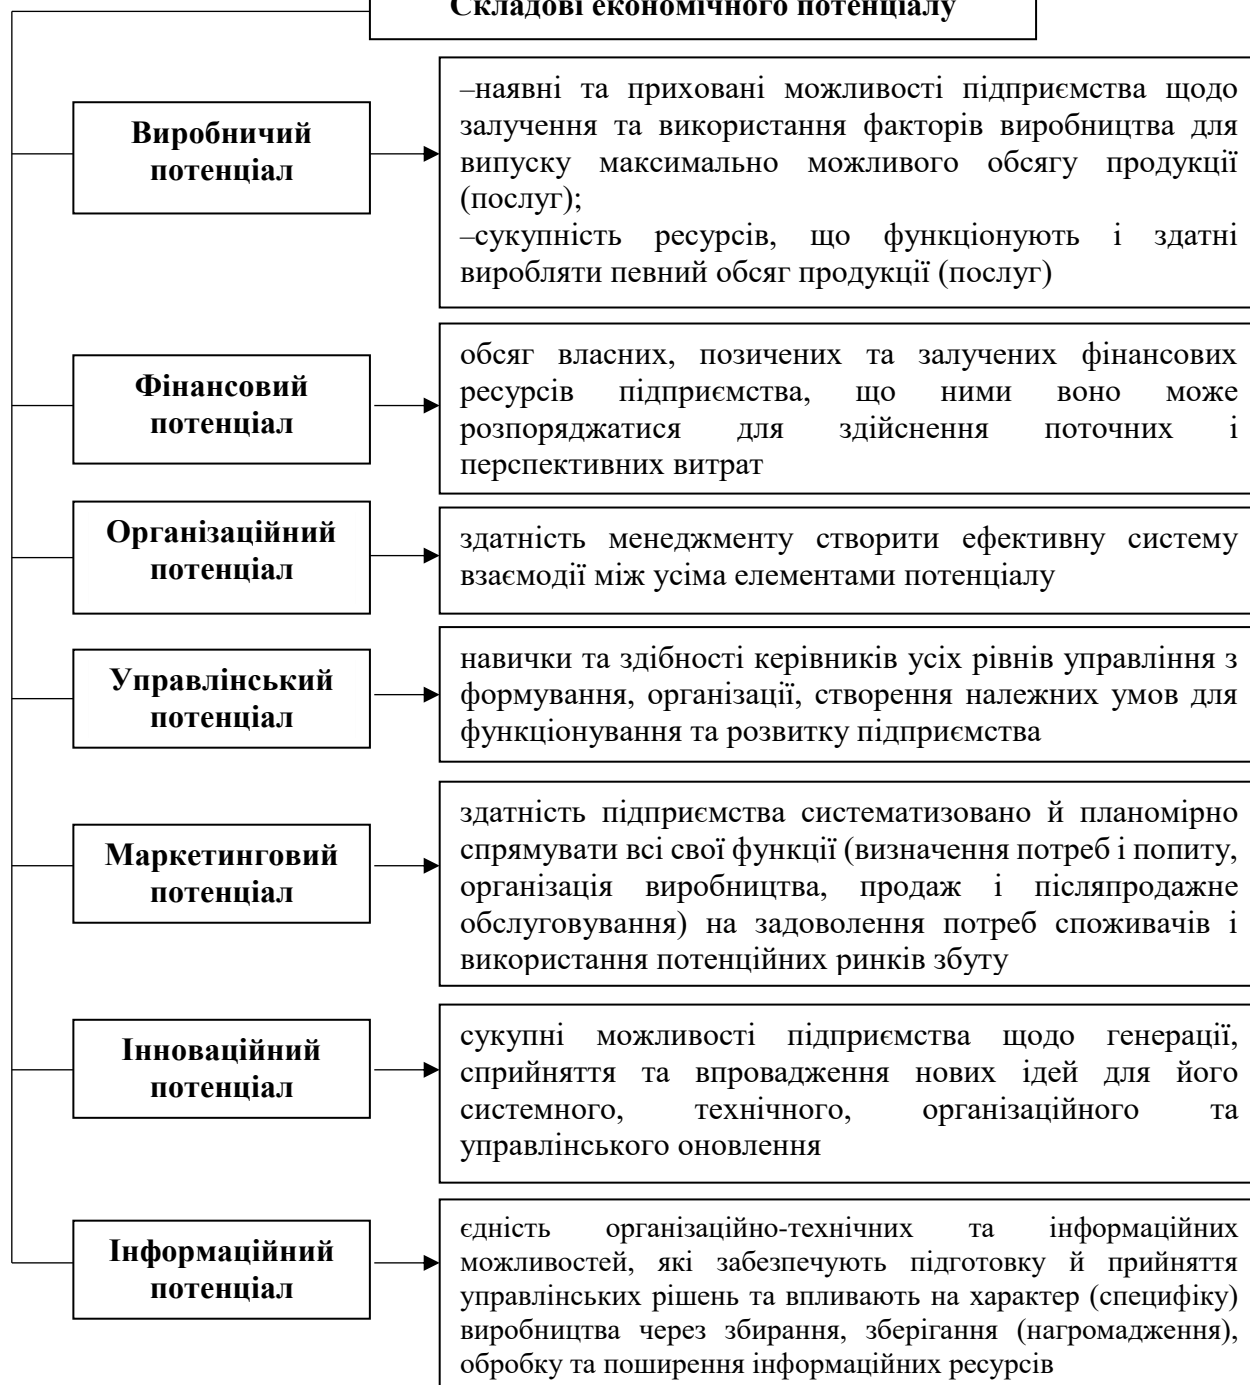 Складові економічного потенціалу
Виробничий
потенціал
–наявні та приховані можливості підприємства щодо
залучення та використання факторів виробництва для
випуску максимально можливого обсягу продукції
(послуг);
–сукупність ресурсів, що функціонують і здатні
виробляти певний обсяг продукції (послуг)
Фінансовий
потенціал
обсяг власних, позичених та залучених фінансових
ресурсів підприємства, що ними воно може
розпоряджатися для здійснення поточних і
перспективних витрат
Організаційний
потенціал
здатність менеджменту створити ефективну систему
взаємодії між усіма елементами потенціалу
Управлінський
потенціал
навички та здібності керівників усіх рівнів управління з
формування, організації, створення належних умов для
функціонування та розвитку підприємства
Маркетинговий
потенціал
здатність підприємства систематизовано й планомірно
спрямувати всі свої функції (визначення потреб і попиту,
організація виробництва, продаж і післяпродажне
обслуговування) на задоволення потреб споживачів і
використання потенційних ринків збуту
Інноваційний
потенціал
сукупні можливості підприємства щодо генерації,
сприйняття та впровадження нових ідей для його
системного, технічного, організаційного та
управлінського оновлення
Інформаційний
потенціал
єдність організаційно-технічних та інформаційних
можливостей, які забезпечують підготовку й прийняття
управлінських рішень та впливають на характер (специфіку)
виробництва через збирання, зберігання (нагромадження),
обробку та поширення інформаційних ресурсів